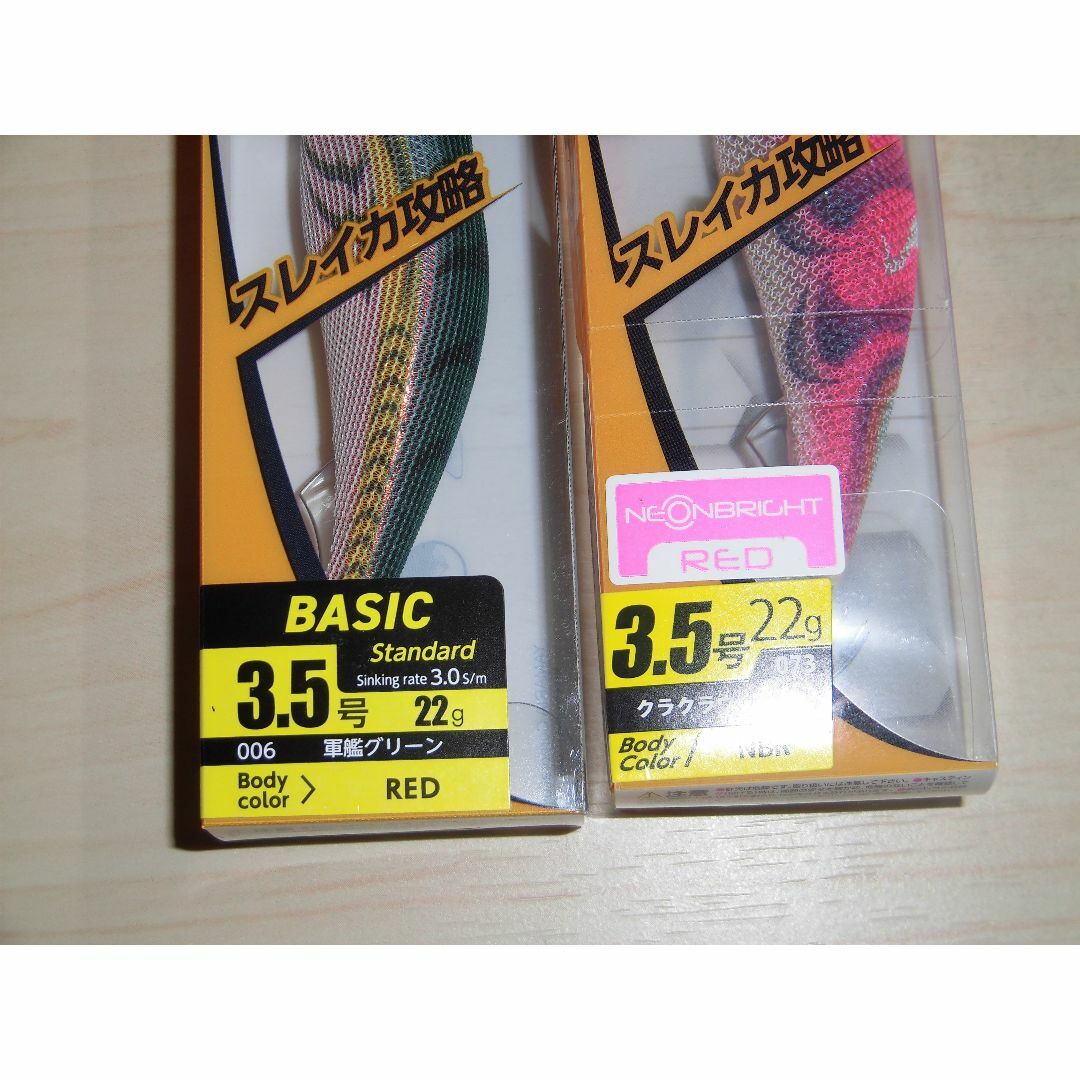 スレイカ攻略
BASIC
Standard
Sinking rate 3.0 S/m
3.5号 22g
006 軍艦グリーン
Body color > RED
スレイカ攻略
NEONBRIGHT
RED
3.5号 22g
073
クラクラ
Body Color NBR
注意